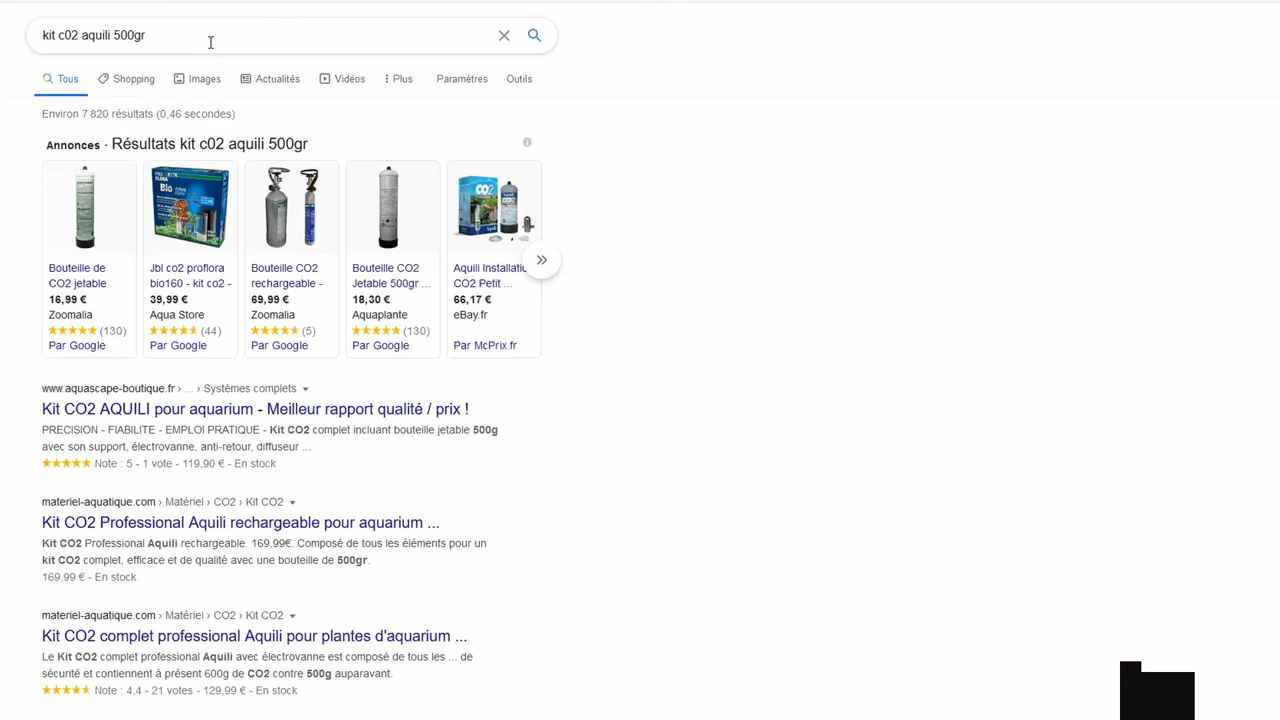 kit c02 aquili 500gr
Tous Shopping Images Actualités Vidéos Plus Paramètres Outils
Environ 7 820 résultats (0,46 secondes)
Annonces · Résultats kit c02 aquili 500gr
Bouteille de
CO2 jetable
16,99 €
Zoomalia
(130)
Par Google
Jbl co2 proflora
bio160 - kit co2 -
39,99 €
Aqua Store
(44)
Par Google
Bouteille CO2
rechargeable -
69,99 €
Zoomalia
(5)
Par Google
Bouteille CO2
Jetable 500gr ...
18,30 €
Aquaplante
(130)
Par Google
Aquili Installatio
CO2 Petit ...
66,17 €
eBay.fr
Par McPrix.fr
www.aquascape-boutique.fr › ... › Systèmes complets
Kit CO2 AQUILI pour aquarium - Meilleur rapport qualité / prix !
PRECISION - FIABILITE - EMPLOI PRATIQUE - Kit CO2 complet incluant bouteille jetable 500g
avec son support, électrovanne, anti-retour, diffuseur ...
Note : 5 - 1 vote - 119,90 € - En stock
materiel-aquatique.com › Matériel › CO2 › Kit CO2
Kit CO2 Professional Aquili rechargeable pour aquarium ...
Kit CO2 Professional Aquili rechargeable. 169,99€. Composé de tous les éléments pour un
kit CO2 complet, efficace et de qualité avec une bouteille de 500gr.
169,99 € - En stock
materiel-aquatique.com › Matériel › CO2 › Kit CO2
Kit CO2 complet professional Aquili pour plantes d'aquarium ...
Le Kit CO2 complet professional Aquili avec électrovanne est composé de tous les ... de
sécurité et contiennent à présent 600g de CO2 contre 500g auparavant.
Note : 4,4 - 21 votes - 129,99 € - En stock